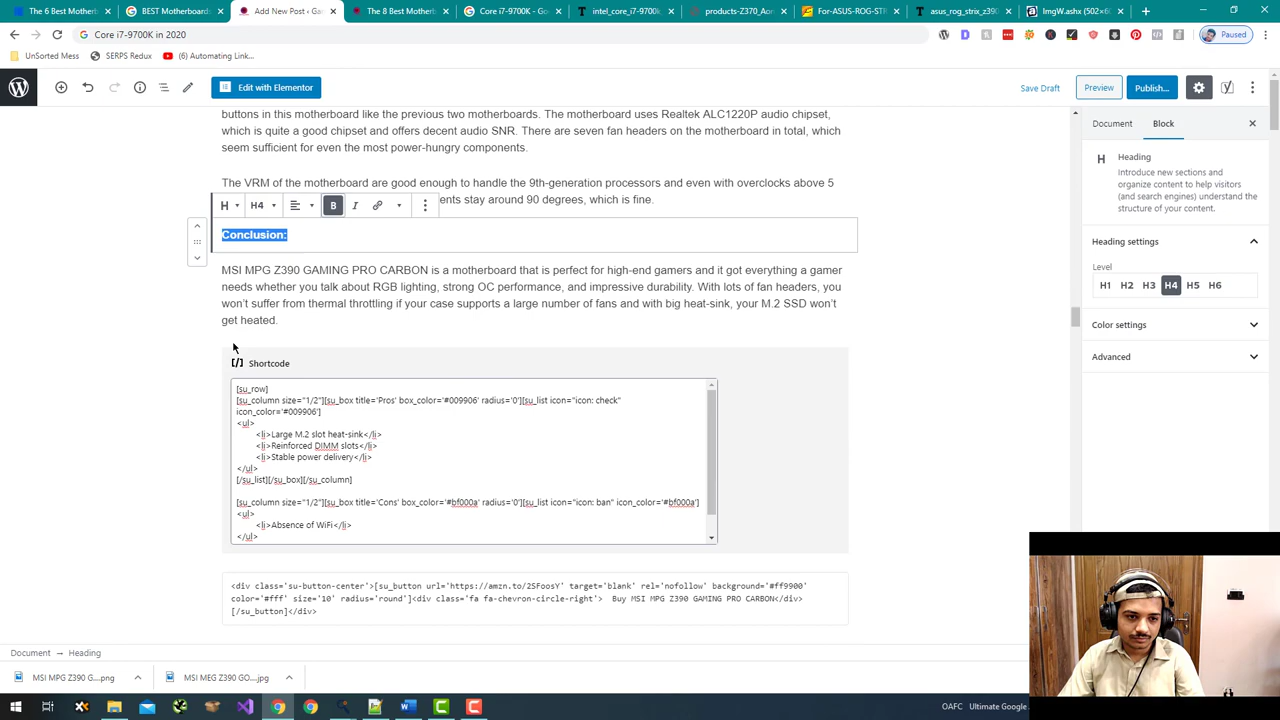 UnSorted Mess
BEST Motherb
Add New Post ‹ Ga
The 8 Best Motherb
Core i7-9700K - Go
intel_core_i7-9700k
products-Z370_Aor
For-ASUS-ROG-STR
asus_rog_strix_z390
ImgW.ashx (502×6
Core i7-9700K in 2020
Paused
UnSorted Mess
SERPS Redux
(6) Automating Link...
Edit with Elementor
Save Draft
Preview
Publish...
buttons in this motherboard like the previous two motherboards. The motherboard uses Realtek ALC1220P audio chipset,
which is quite a good chipset and offers decent audio SNR. There are seven fan headers on the motherboard in total, which
seem sufficient for even the most power-hungry components.
The VRM of the motherboard are good enough to handle the 9th-generation processors and even with overclocks above 5
ents stay around 90 degrees, which is fine.
H H4 B I
Conclusion:
MSI MPG Z390 GAMING PRO CARBON is a motherboard that is perfect for high-end gamers and it got everything a gamer
needs whether you talk about RGB lighting, strong OC performance, and impressive durability. With lots of fan headers, you
won't suffer from thermal throttling if your case supports a large number of fans and with big heat-sink, your M.2 SSD won't
get heated.
[/] Shortcode
[su_row]
[su_column size="1/2"][su_box title='Pros' box_color='#009906' radius='0'][su_list icon="icon: check"
icon_color='#009906']
<ul>
<li>Large M.2 slot heat-sink</li>
<li>Reinforced DIMM slots</li>
<li>Stable power delivery</li>
</ul>
[/su_list][/su_box][/su_column]
[su_column size="1/2"][su_box title='Cons' box_color='#bf000a' radius='0'][su_list icon="icon: ban" icon_color='#bf000a']
<ul>
<li>Absence of WiFi</li>
</ul>
<div class='su-button-center'>[su_button url='https://amzn.to/2SFoosY' target='blank' rel='nofollow' background='#ff9900'
color='#fff' size='10' radius='round']<div class='fa fa-chevron-circle-right'>  Buy MSI MPG Z390 GAMING PRO CARBON</div>
[/su_button]</div>
Document Block
H Heading
Introduce new sections and
organize content to help visitors
(and search engines) understand
the structure of your content.
Heading settings
Level
H1 H2 H3 H4 H5 H6
Color settings
Advanced
Document → Heading
MSI MPG Z390 G....png
MSI MEG Z390 GO....jpg
OAFC
Ultimate Google